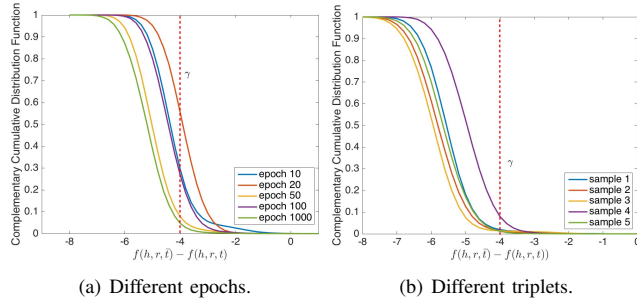 Complementary Cumulative Distribution Function
1
0.9
0.8
0.7
0.6
0.5
0.4
0.3
0.2
0.1
0
γ
epoch 10
epoch 20
epoch 50
epoch 100
epoch 1000
-8 -6 -4 -2 0
f(h, r, t̄) − f(h, r, t)
(a) Different epochs.
Complementary Cumulative Distribution Function
1
0.9
0.8
0.7
0.6
0.5
0.4
0.3
0.2
0.1
0
γ
sample 1
sample 2
sample 3
sample 4
sample 5
-8 -7 -6 -5 -4 -3 -2 -1 0
f(h, r, t̄) − f(h, r, t))
(b) Different triplets.